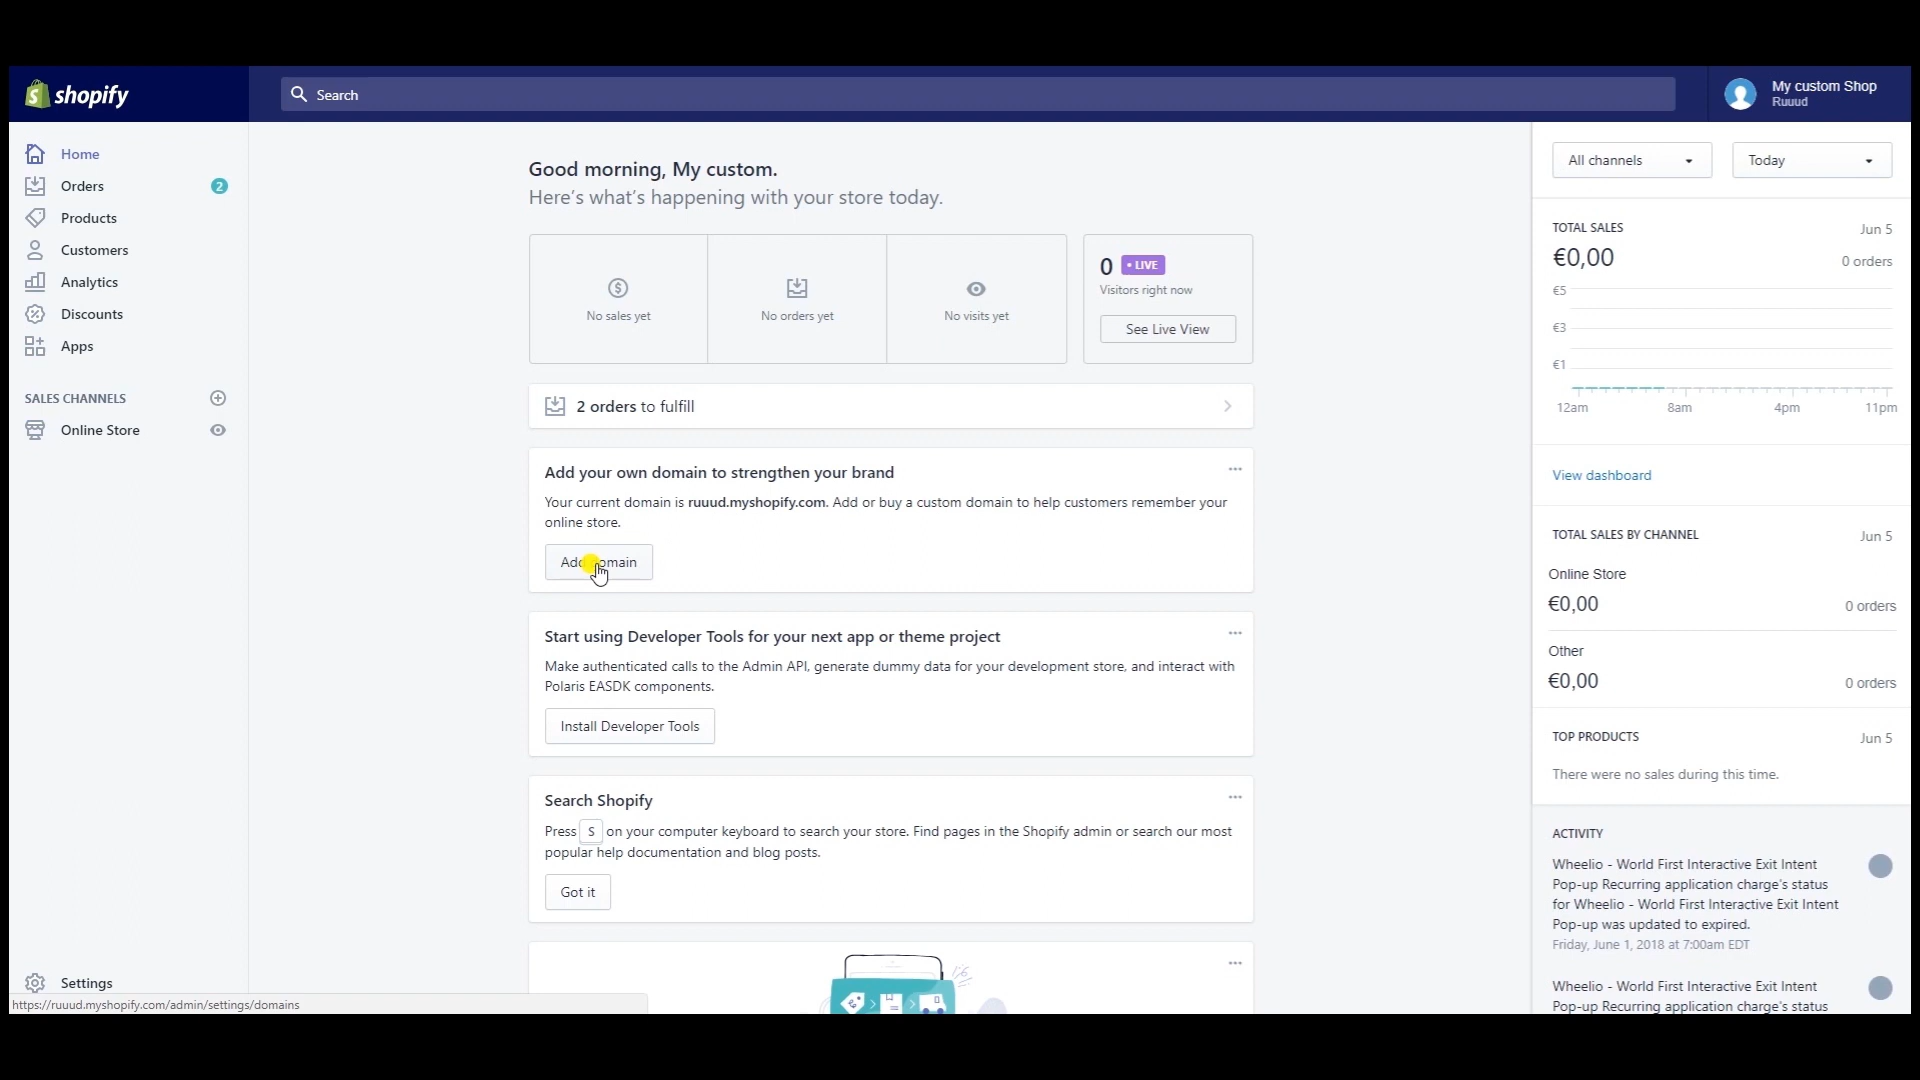 shopify
Search
My custom Shop
Ruuud
Home
Orders
2
Products
Customers
Analytics
Discounts
Apps
SALES CHANNELS
Online Store
Settings
https://ruuud.myshopify.com/admin/settings/domains
Good morning, My custom.
Here's what's happening with your store today.
No sales yet
No orders yet
No visits yet
0 • LIVE
Visitors right now
See Live View
2 orders to fulfill
Add your own domain to strengthen your brand
Your current domain is ruuud.myshopify.com. Add or buy a custom domain to help customers remember your
online store.
Add domain
Start using Developer Tools for your next app or theme project
Make authenticated calls to the Admin API, generate dummy data for your development store, and interact with
Polaris EASDK components.
Install Developer Tools
Search Shopify
Press S on your computer keyboard to search your store. Find pages in the Shopify admin or search our most
popular help documentation and blog posts.
Got it
All channels
Today
TOTAL SALES
Jun 5
€0,00
0 orders
€5
€3
€1
12am 8am 4pm 11pm
View dashboard
TOTAL SALES BY CHANNEL
Jun 5
Online Store
€0,00
0 orders
Other
€0,00
0 orders
TOP PRODUCTS
Jun 5
There were no sales during this time.
ACTIVITY
Wheelio - World First Interactive Exit Intent
Pop-up Recurring application charge's status
for Wheelio - World First Interactive Exit Intent
Pop-up was updated to expired.
Friday, June 1, 2018 at 7:00am EDT
Wheelio - World First Interactive Exit Intent
Pop-up Recurring application charge's status